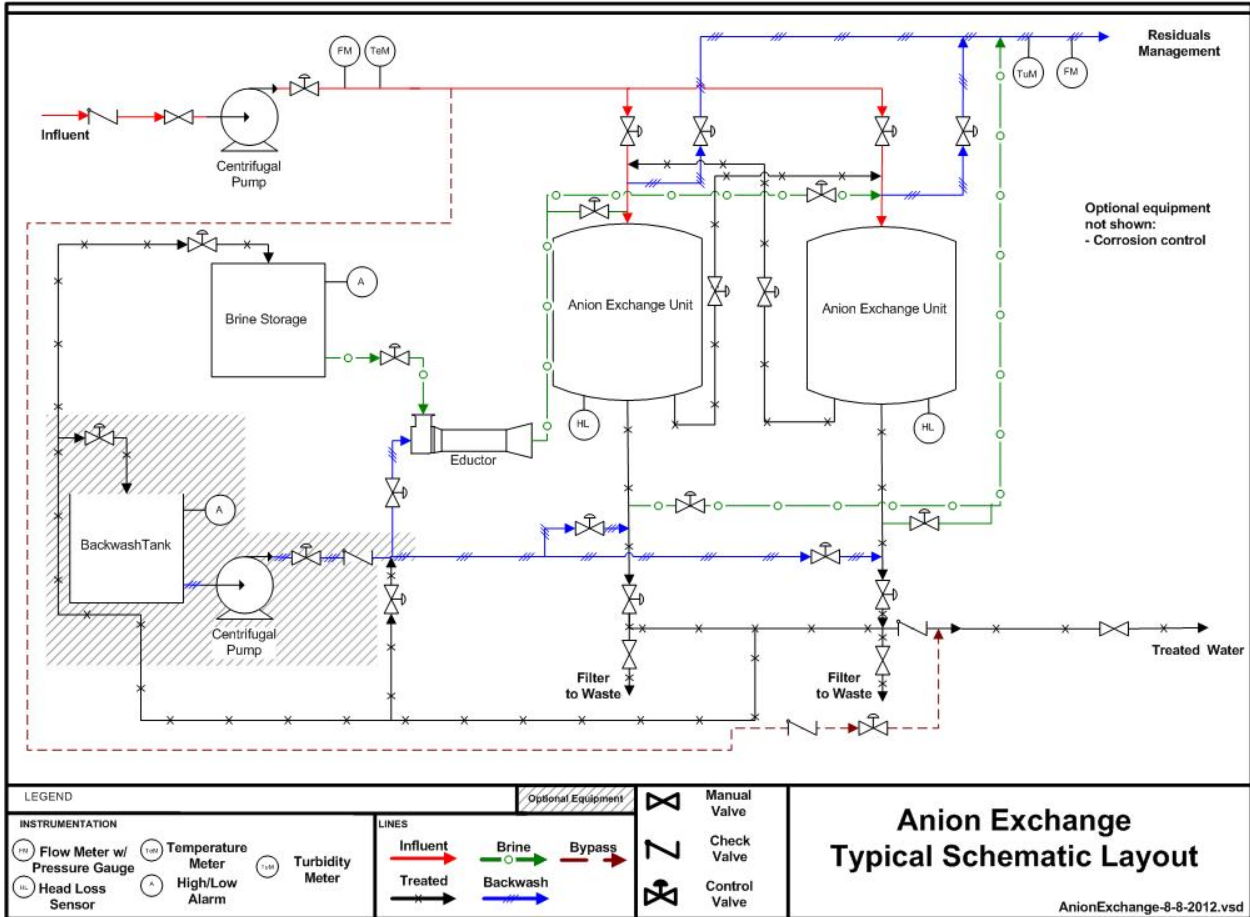 Residuals
Management
FM
TeM
TuM
FM
Influent
Centrifugal
Pump
Optional equipment
not shown:
- Corrosion control
A
Brine Storage
Anion Exchange Unit
Anion Exchange Unit
HL
HL
Eductor
A
BackwashTank
Centrifugal
Pump
Treated Water
Filter
to Waste
Filter
to Waste
LEGEND
Optional Equipment
INSTRUMENTATION
FM
Flow Meter w/
Pressure Gauge
TeM
Temperature
Meter
TuM
Turbidity
Meter
HL
Head Loss
Sensor
A
High/Low
Alarm
LINES
Influent
Brine
Bypass
Treated
Backwash
Manual
Valve
Check
Valve
Control
Valve
Anion Exchange
Typical Schematic Layout
AnionExchange-8-8-2012.vsd